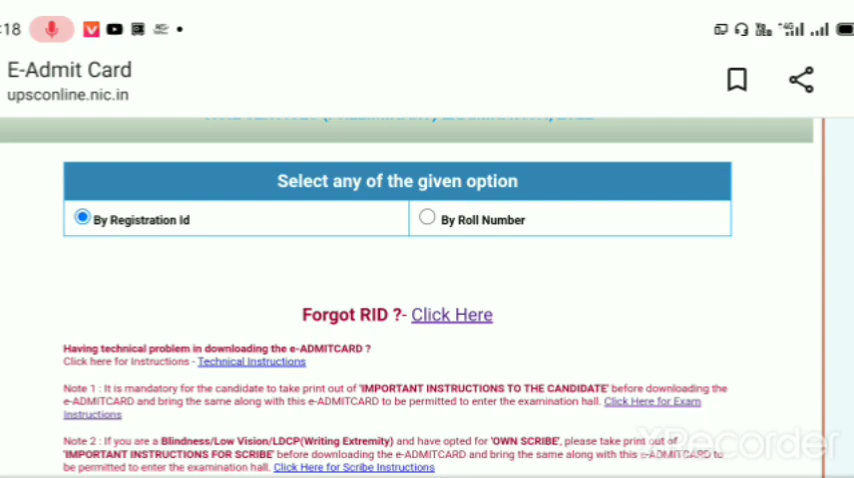 :18
E-Admit Card
upsconline.nic.in
Select any of the given option
By Registration Id
By Roll Number
Forgot RID ?- Click Here
Having technical problem in downloading the e-ADMITCARD ?
Click here for Instructions - Technical Instructions
Note 1 : It is mandatory for the candidate to take print out of 'IMPORTANT INSTRUCTIONS TO THE CANDIDATE' before downloading the
e-ADMITCARD and bring the same along with this e-ADMITCARD to be permitted to enter the examination hall. Click Here for Exam
Instructions
Note 2 : If you are a Blindness/Low Vision/LDCP(Writing Extremity) and have opted for 'OWN SCRIBE', please take print out of
'IMPORTANT INSTRUCTIONS FOR SCRIBE' before downloading the e-ADMITCARD and bring the same along with this e-ADMITCARD to
be permitted to enter the examination hall. Click Here for Scribe Instructions
XRecorder